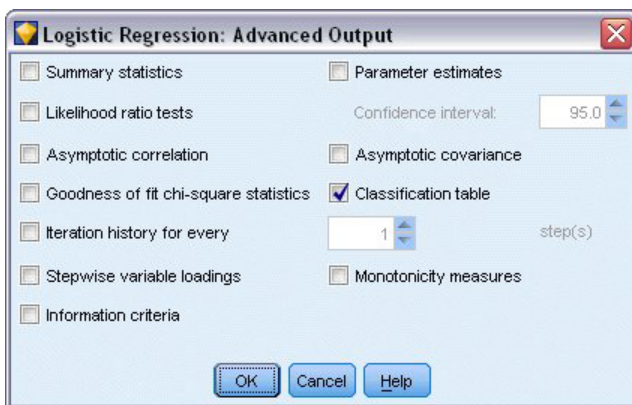 Logistic Regression: Advanced Output
Summary statistics
Parameter estimates
Likelihood ratio tests
Confidence interval:
95.0
Asymptotic correlation
Asymptotic covariance
Goodness of fit chi-square statistics
Classification table
Iteration history for every
1
step(s)
Stepwise variable loadings
Monotonicity measures
Information criteria
OK
Cancel
Help